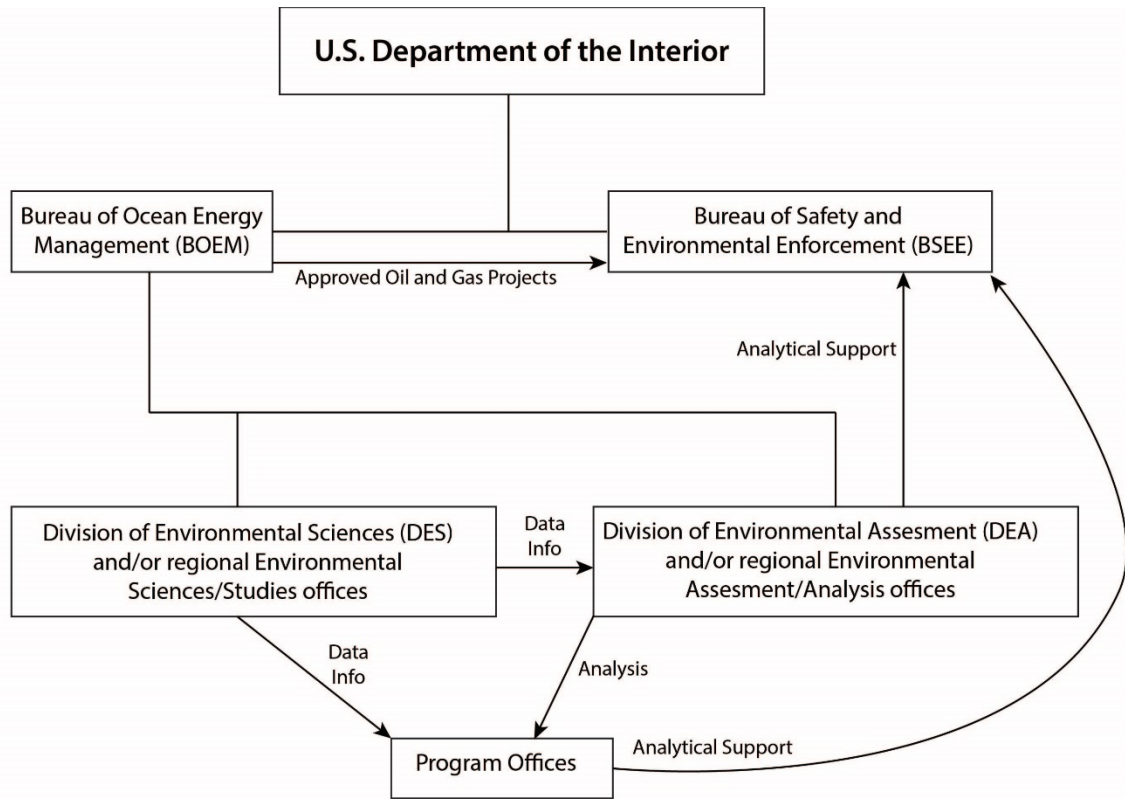 U.S. Department of the Interior
Bureau of Ocean Energy
Management (BOEM)
Bureau of Safety and
Environmental Enforcement (BSEE)
Approved Oil and Gas Projects
Analytical Support
Division of Environmental Sciences (DES)
and/or regional Environmental
Sciences/Studies offices
Data
Info
Division of Environmental Assesment (DEA)
and/or regional Environmental
Assesment/Analysis offices
Data
Info
Analysis
Program Offices
Analytical Support